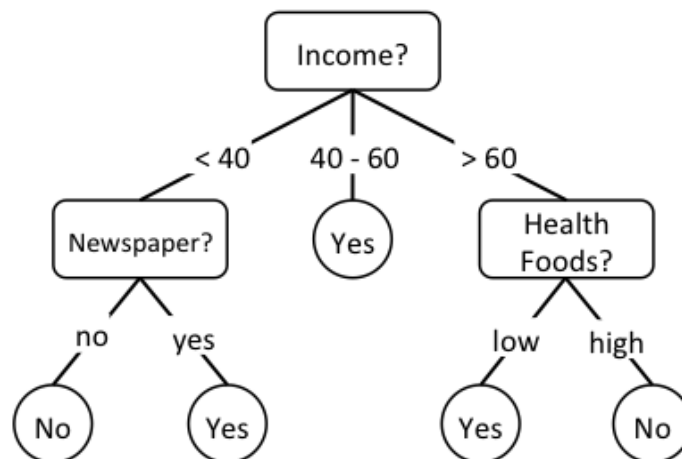 Income?
< 40
40 - 60
> 60
Newspaper?
Yes
Health
Foods?
no
yes
low
high
No
Yes
Yes
No